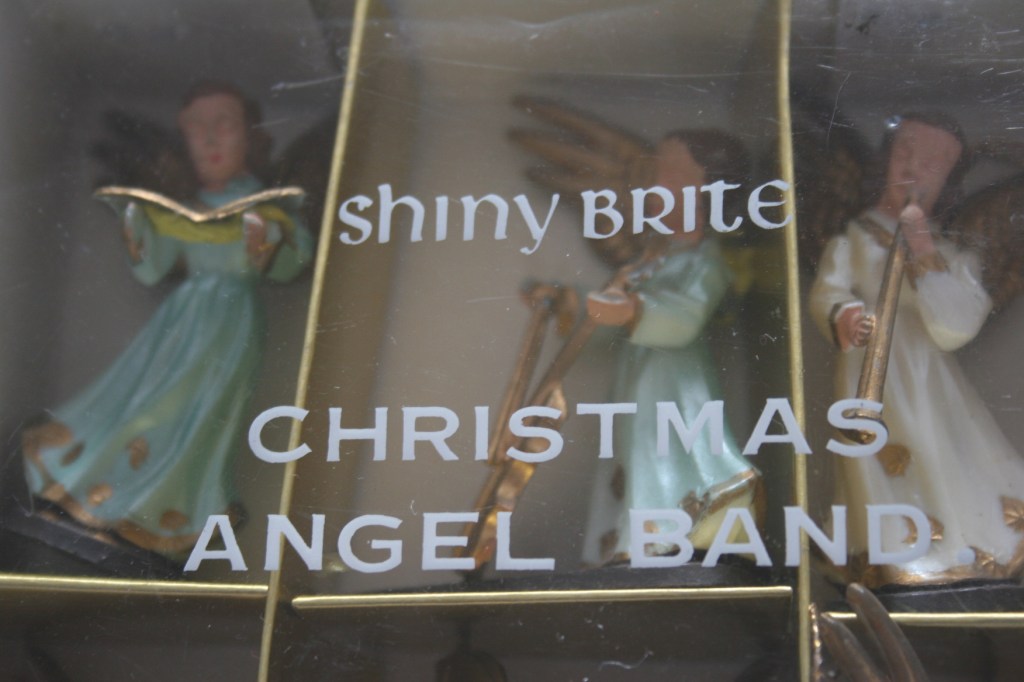 shiny BRITE
CHRISTMAS
ANGEL BAND.